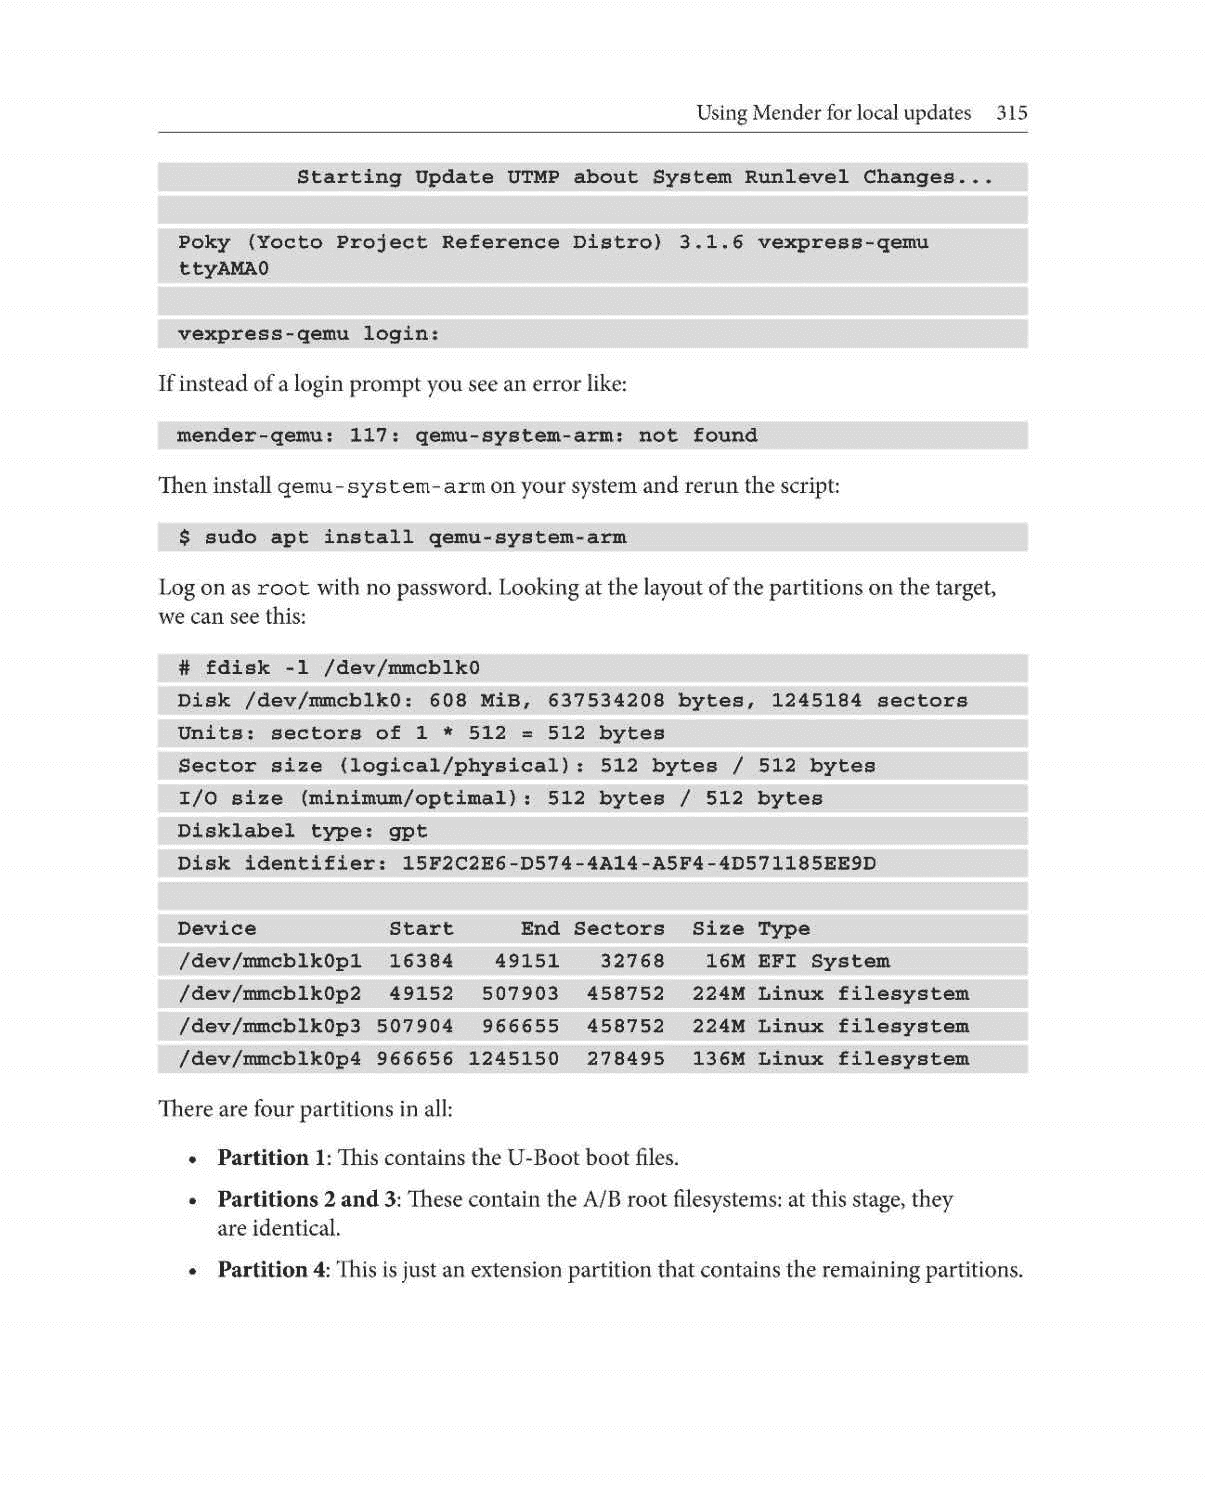 Using Mender for local updates 315
Starting Update UTMP about System Runlevel Changes...
Poky (Yocto Project Reference Distro) 3.1.6 vexpress-qemu
ttyAMA0
vexpress-qemu login:
If instead of a login prompt you see an error like:
mender-qemu: 117: qemu-system-arm: not found
Then install qemu-system-arm on your system and rerun the script:
$ sudo apt install qemu-system-arm
Log on as root with no password. Looking at the layout of the partitions on the target,
we can see this:
# fdisk -l /dev/mmcblk0
Disk /dev/mmcblk0: 608 MiB, 637534208 bytes, 1245184 sectors
Units: sectors of 1 * 512 = 512 bytes
Sector size (logical/physical): 512 bytes / 512 bytes
I/O size (minimum/optimal): 512 bytes / 512 bytes
Disklabel type: gpt
Disk identifier: 15F2C2E6-D574-4A14-A5F4-4D571185EE9D
Device Start End Sectors Size Type
/dev/mmcblk0p1 16384 49151 32768 16M EFI System
/dev/mmcblk0p2 49152 507903 458752 224M Linux filesystem
/dev/mmcblk0p3 507904 966655 458752 224M Linux filesystem
/dev/mmcblk0p4 966656 1245150 278495 136M Linux filesystem
There are four partitions in all:
• Partition 1: This contains the U-Boot boot files.
• Partitions 2 and 3: These contain the A/B root filesystems: at this stage, they
are identical.
• Partition 4: This is just an extension partition that contains the remaining partitions.